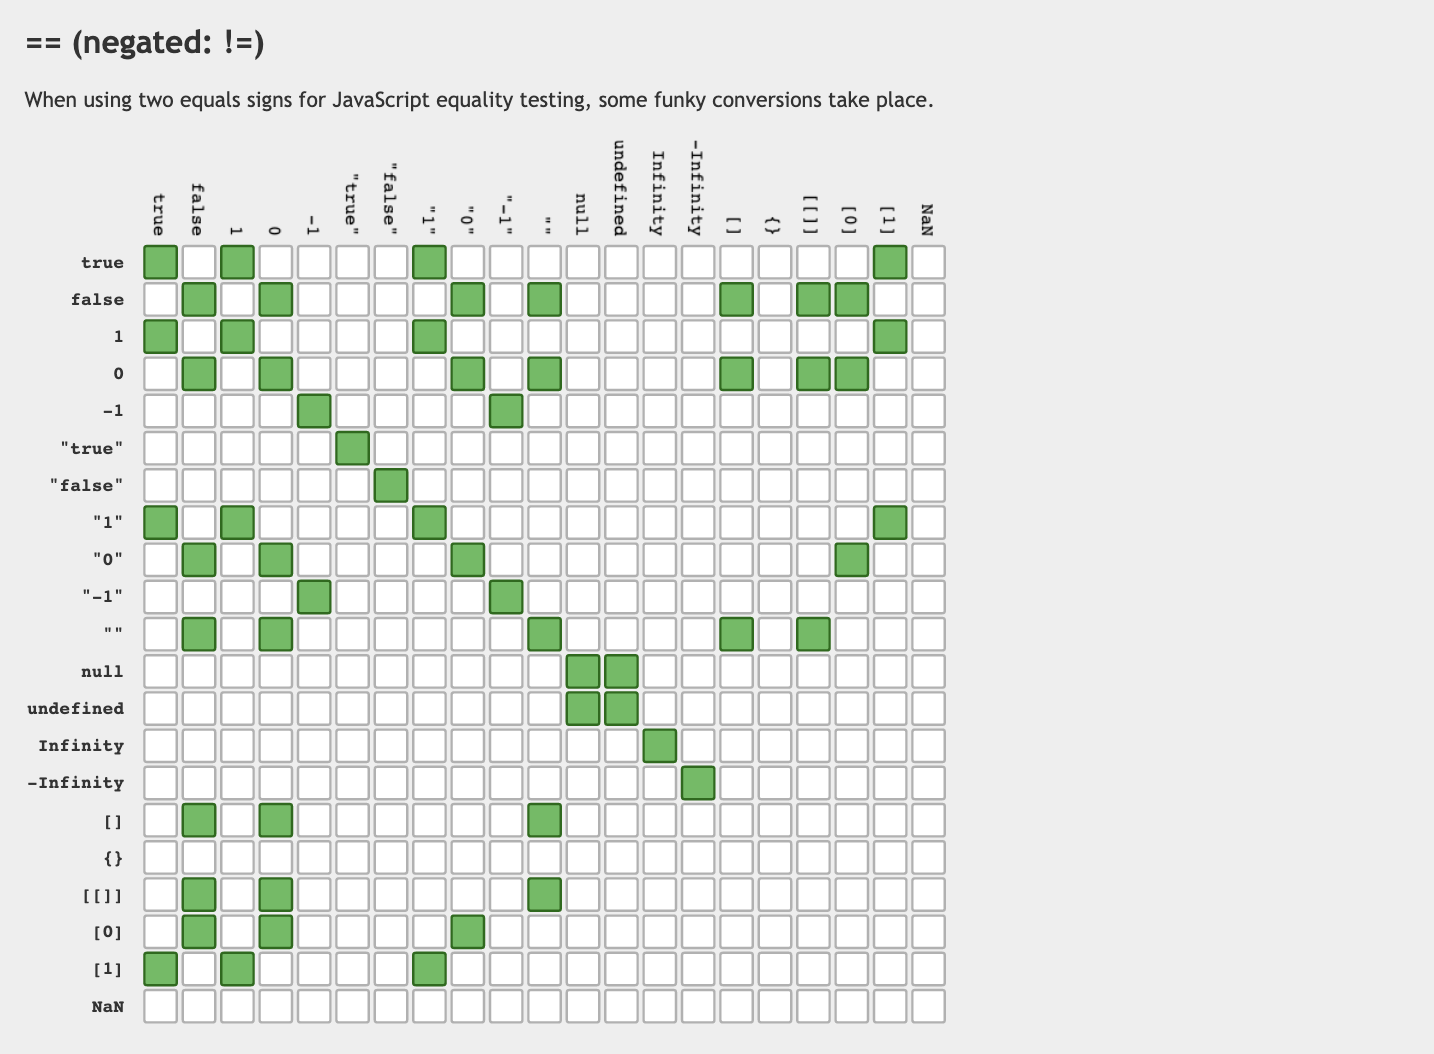 == (negated: !=)
When using two equals signs for JavaScript equality testing, some funky conversions take place.
true
false
1
0
-1
"true"
"false"
"1"
"0"
"-1"
""
null
undefined
Infinity
-Infinity
[]
{}
[[]]
[0]
[1]
NaN
true
false
1
0
-1
"true"
"false"
"1"
"0"
"-1"
""
null
undefined
Infinity
-Infinity
[]
{}
[[]]
[0]
[1]
NaN